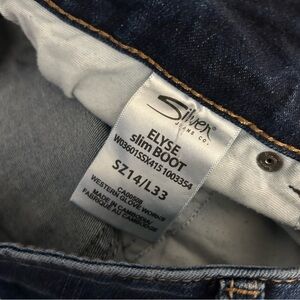 Silver
JEANS CO.
ELYSE
slim BOOT
W03601SSX415 1003354
SZ14/L33
CA00508
WESTERN GLOVE WORKS
MADE IN CAMBODIA/
FABRIQUÉ AU CAMBODGE